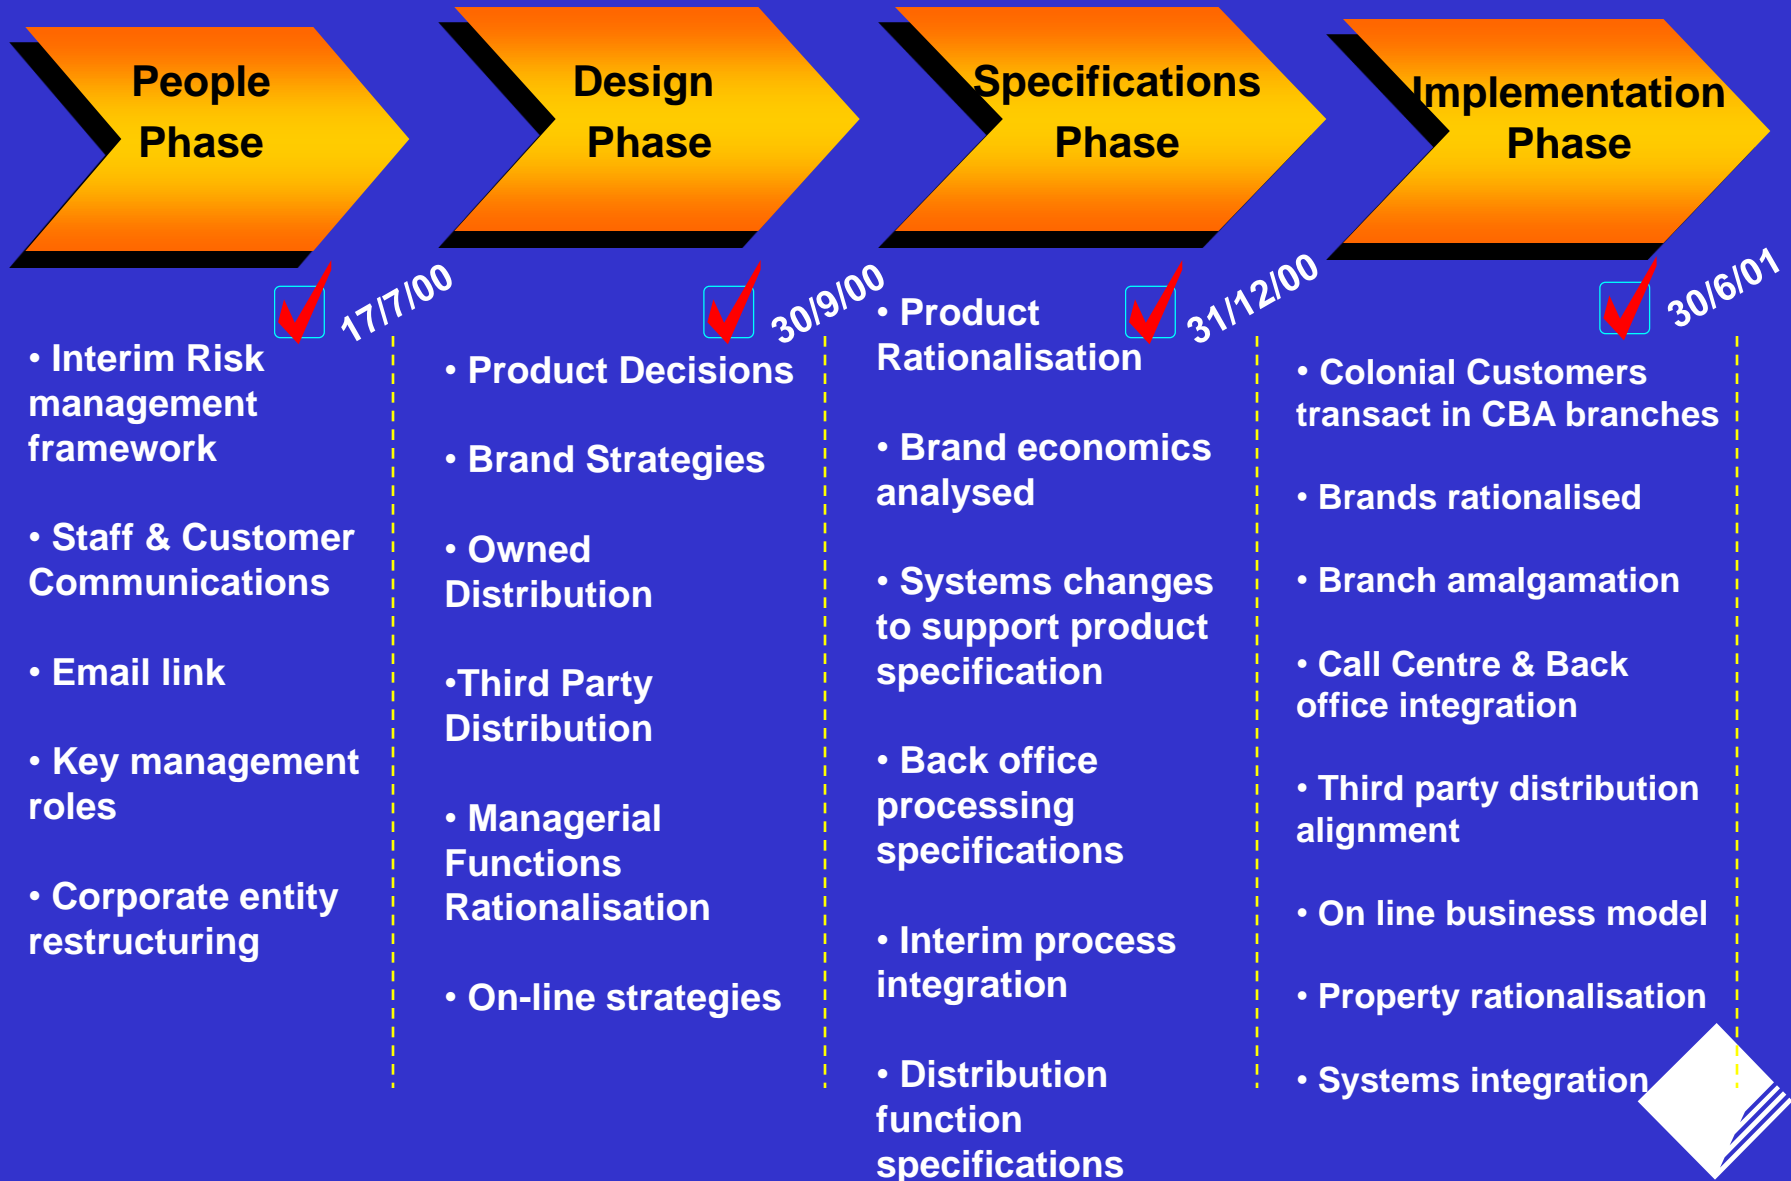 People
Phase
17/7/00
• Interim Risk
management
framework
• Staff & Customer
Communications
• Email link
• Key management
roles
• Corporate entity
restructuring
Design
Phase
30/9/00
• Product Decisions
• Brand Strategies
• Owned
Distribution
•Third Party
Distribution
• Managerial
Functions
Rationalisation
• On-line strategies
Specifications
Phase
31/12/00
• Product
Rationalisation
• Brand economics
analysed
• Systems changes
to support product
specification
• Back office
processing
specifications
• Interim process
integration
• Distribution
function
specifications
Implementation
Phase
30/6/01
• Colonial Customers
transact in CBA branches
• Brands rationalised
• Branch amalgamation
• Call Centre & Back
office integration
• Third party distribution
alignment
• On line business model
• Property rationalisation
• Systems integration